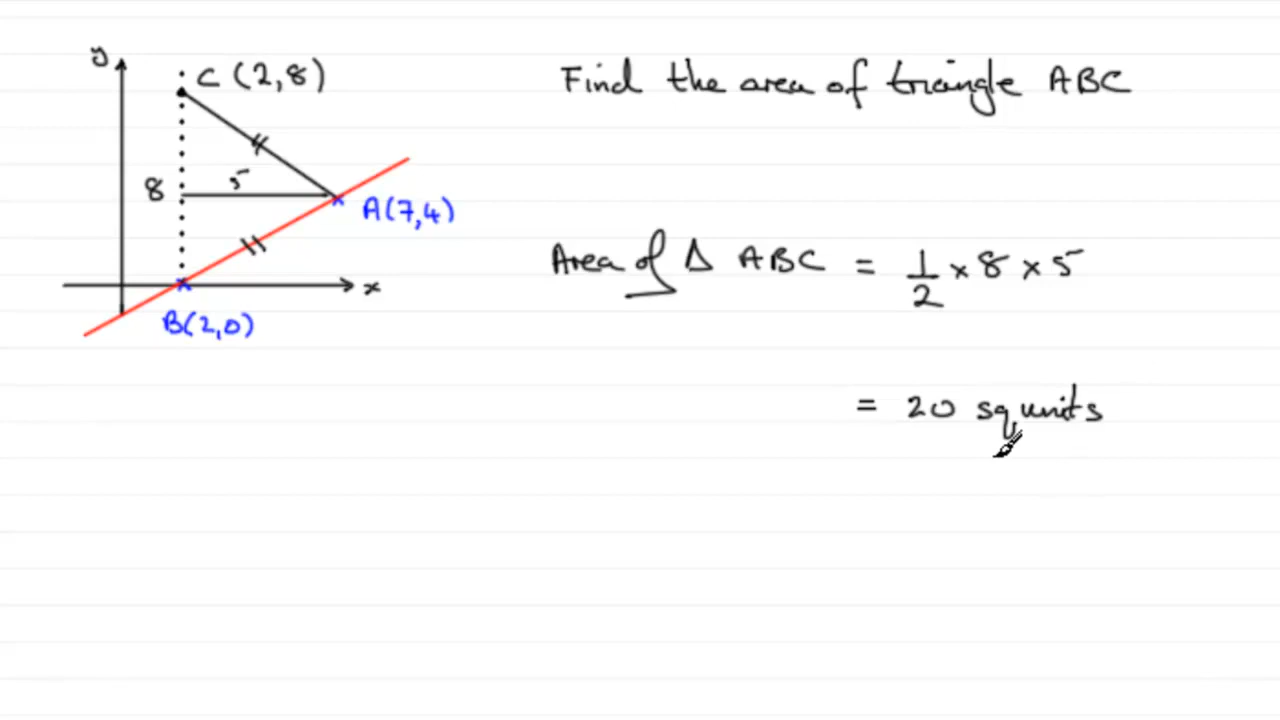 y
C (2,8)
Find the area of triangle ABC
8
5
A(7,4)
x
B(2,0)
Area of Δ ABC = 1/2 × 8 × 5
= 20 sq units